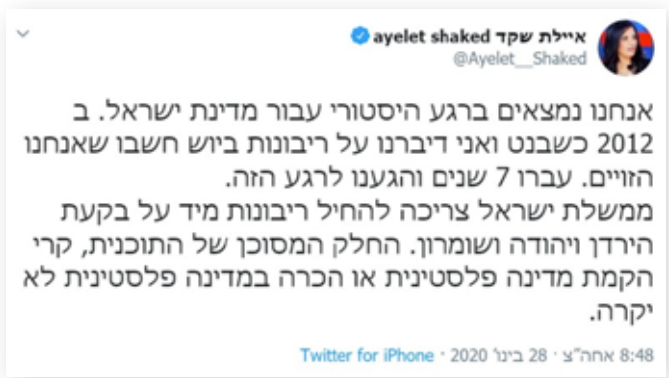 איילת שקד ayelet shaked
@Ayelet__Shaked
אנחנו נמצאים ברגע היסטורי עבור מדינת ישראל. ב
2012 כשבנט ואני דיברנו על ריבונות ביוש חשבו שאנחנו
הזויים. עברו 7 שנים והגענו לרגע הזה.
ממשלת ישראל צריכה להחיל ריבונות מיד על בקעת
הירדן ויהודה ושומרון. החלק המסוכן של התוכנית, קרי
הקמת מדינה פלסטינית או הכרה במדינה פלסטינית לא
יקרה.
8:48 אחה"צ · 28 בינו' 2020 · Twitter for iPhone